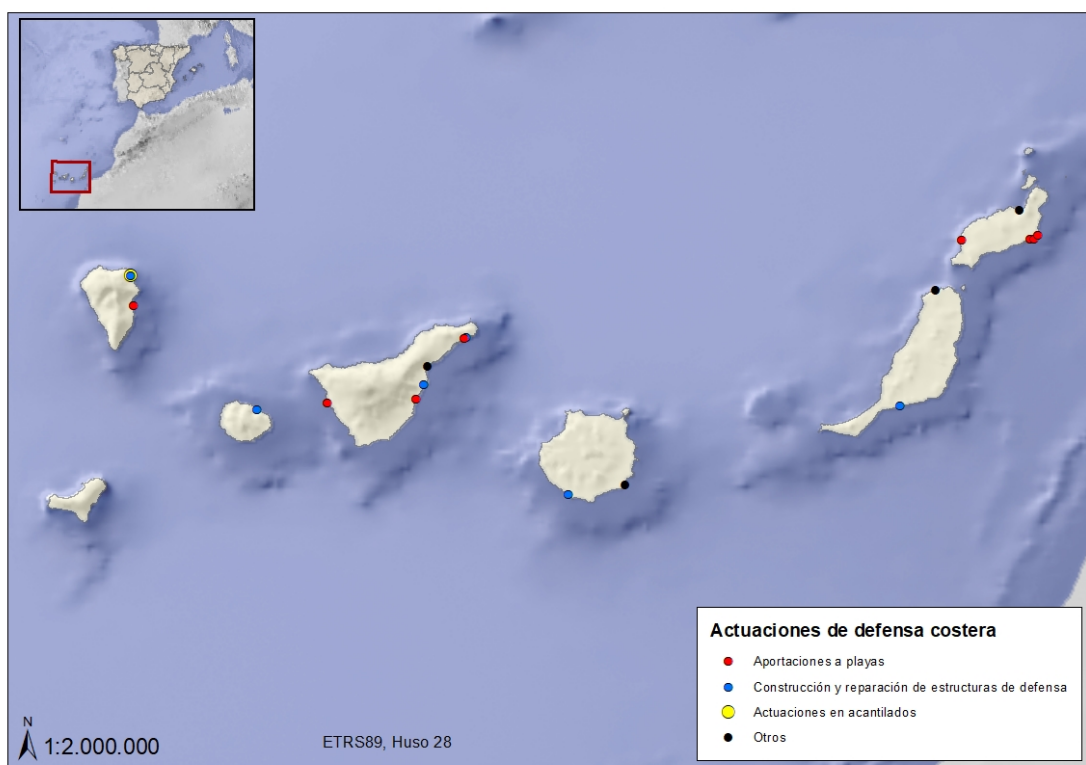 Actuaciones de defensa costera
Aportaciones a playas
Construcción y reparación de estructuras de defensa
Actuaciones en acantilados
Otros
N
1:2.000.000
ETRS89, Huso 28